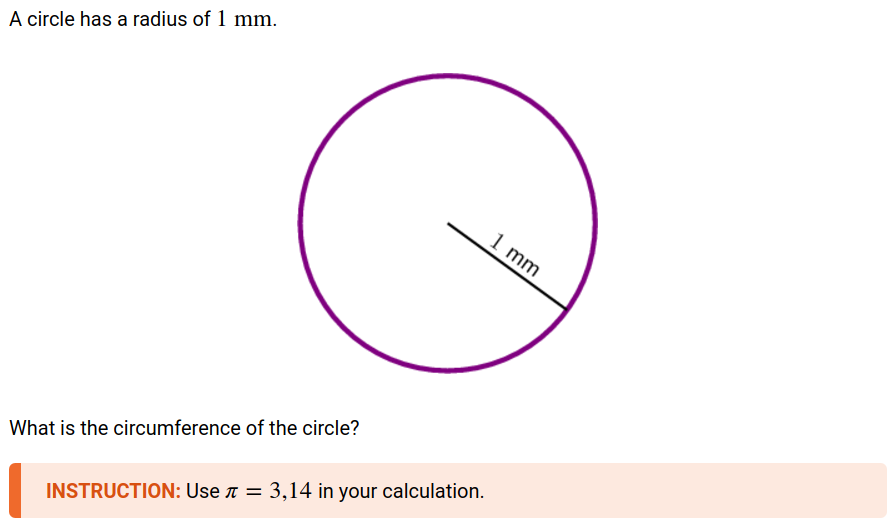 A circle has a radius of 1 mm.
1 mm
What is the circumference of the circle?
INSTRUCTION: Use π = 3,14 in your calculation.